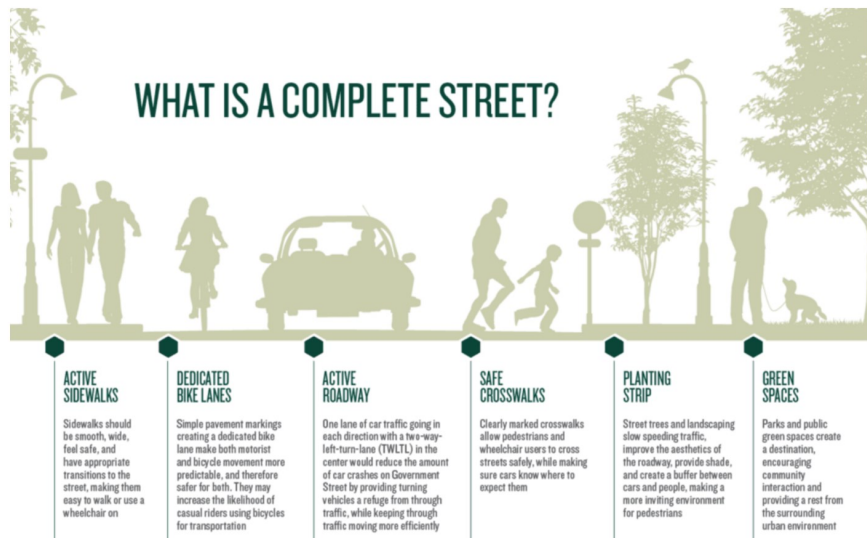 WHAT IS A COMPLETE STREET?
ACTIVE
SIDEWALKS
Sidewalks should
be smooth, wide,
feel safe, and
have appropriate
transitions to the
street, making them
easy to walk or use a
wheelchair on
DEDICATED
BIKE LANES
Simple pavement markings
creating a dedicated bike
lane make both motorist
and bicycle movement more
predictable, and therefore
safer for both. They may
increase the likelihood of
casual riders using bicycles
for transportation
ACTIVE
ROADWAY
One lane of car traffic going in
each direction with a two-way-
left-turn-lane (TWLTL) in the
center would reduce the amount
of car crashes on Government
Street by providing turning
vehicles a refuge from through
traffic, while keeping through
traffic moving more efficiently
SAFE
CROSSWALKS
Clearly marked crosswalks
allow pedestrians and
wheelchair users to cross
streets safely, while making
sure cars know where to
expect them
PLANTING
STRIP
Street trees and landscaping
slow speeding traffic,
improve the aesthetics of
the roadway, provide shade,
and create a buffer between
cars and people, making a
more inviting environment
for pedestrians
GREEN
SPACES
Parks and public
green spaces create
a destination,
encouraging
community
interaction and
providing a rest from
the surrounding
urban environment